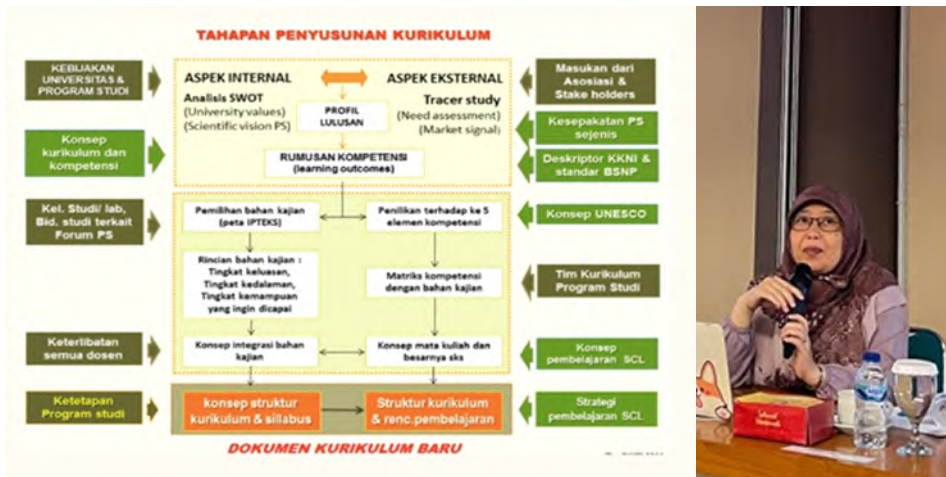 TAHAPAN PENYUSUNAN KURIKULUM
KEBIJAKAN
UNIVERSITAS &
PROGRAM STUDI
Konsep
kurikulum dan
kompetensi
Kel. Studi/ lab,
Bid. studi terkait
Forum PS
Keterlibatan
semua dosen
Ketetapan
Program studi
ASPEK INTERNAL
Analisis SWOT
(University values)
(Scientific vision PS)
PROFIL
LULUSAN
ASPEK EKSTERNAL
Tracer study
(Need assessment)
(Market signal)
RUMUSAN KOMPETENSI
(learning outcomes)
Pemilihan bahan kajian
(peta IPTEKS)
Penilikan terhadap ke 5
elemen kompetensi
Rincian bahan kajian :
Tingkat keluasan,
Tingkat kedalaman,
Tingkat kemampuan
yang ingin dicapai
Matriks kompetensi
dengan bahan kajian
Konsep integrasi bahan
kajian
Konsep mata kuliah dan
besarnya sks
konsep struktur
kurikulum & sillabus
Struktur kurikulum
& renc.pembelajaran
Masukan dari
Asosiasi &
Stake holders
Kesepakatan PS
sejenis
Deskriptor KKNI &
standar BSNP
Konsep UNESCO
Tim Kurikulum
Program Studi
Konsep
pembelajaran SCL
Strategi
pembelajaran SCL
DOKUMEN KURIKULUM BARU